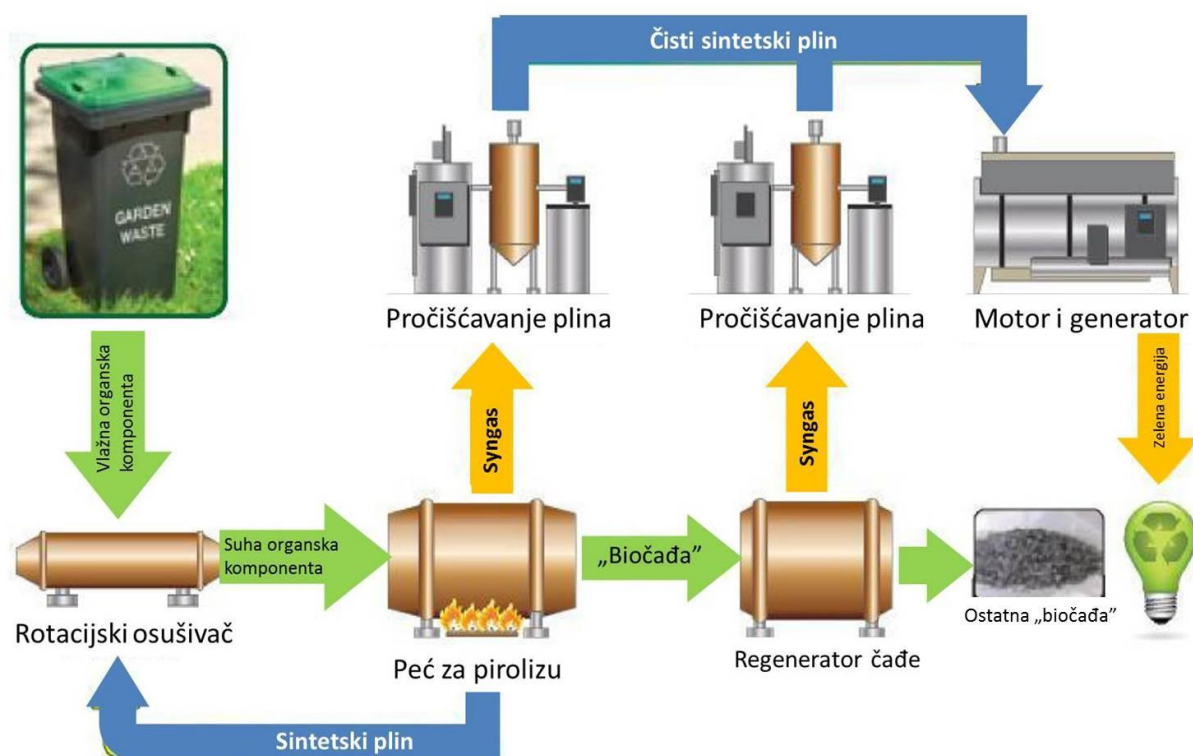 Čisti sintetski plin
GARDEN
WASTE
Pročišćavanje plina
Pročišćavanje plina
Motor i generator
Vlažna organska
komponenta
Syngas
Syngas
Zelena energija
Suha organska
komponenta
„Biočađa”
Ostatna „biočađa”
Rotacijski osušivač
Peć za pirolizu
Regenerator čađe
Sintetski plin